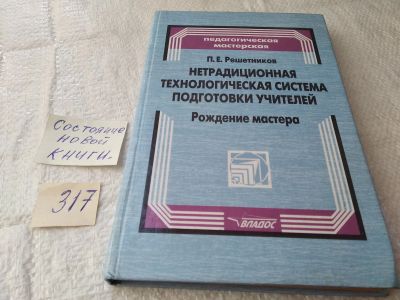 педагогическая
мастерская
П. Е. Решетников
НЕТРАДИЦИОННАЯ
ТЕХНОЛОГИЧЕСКАЯ СИСТЕМА
ПОДГОТОВКИ УЧИТЕЛЕЙ
Рождение мастера
ВЛАДОС
Состояние
новой
книги
317